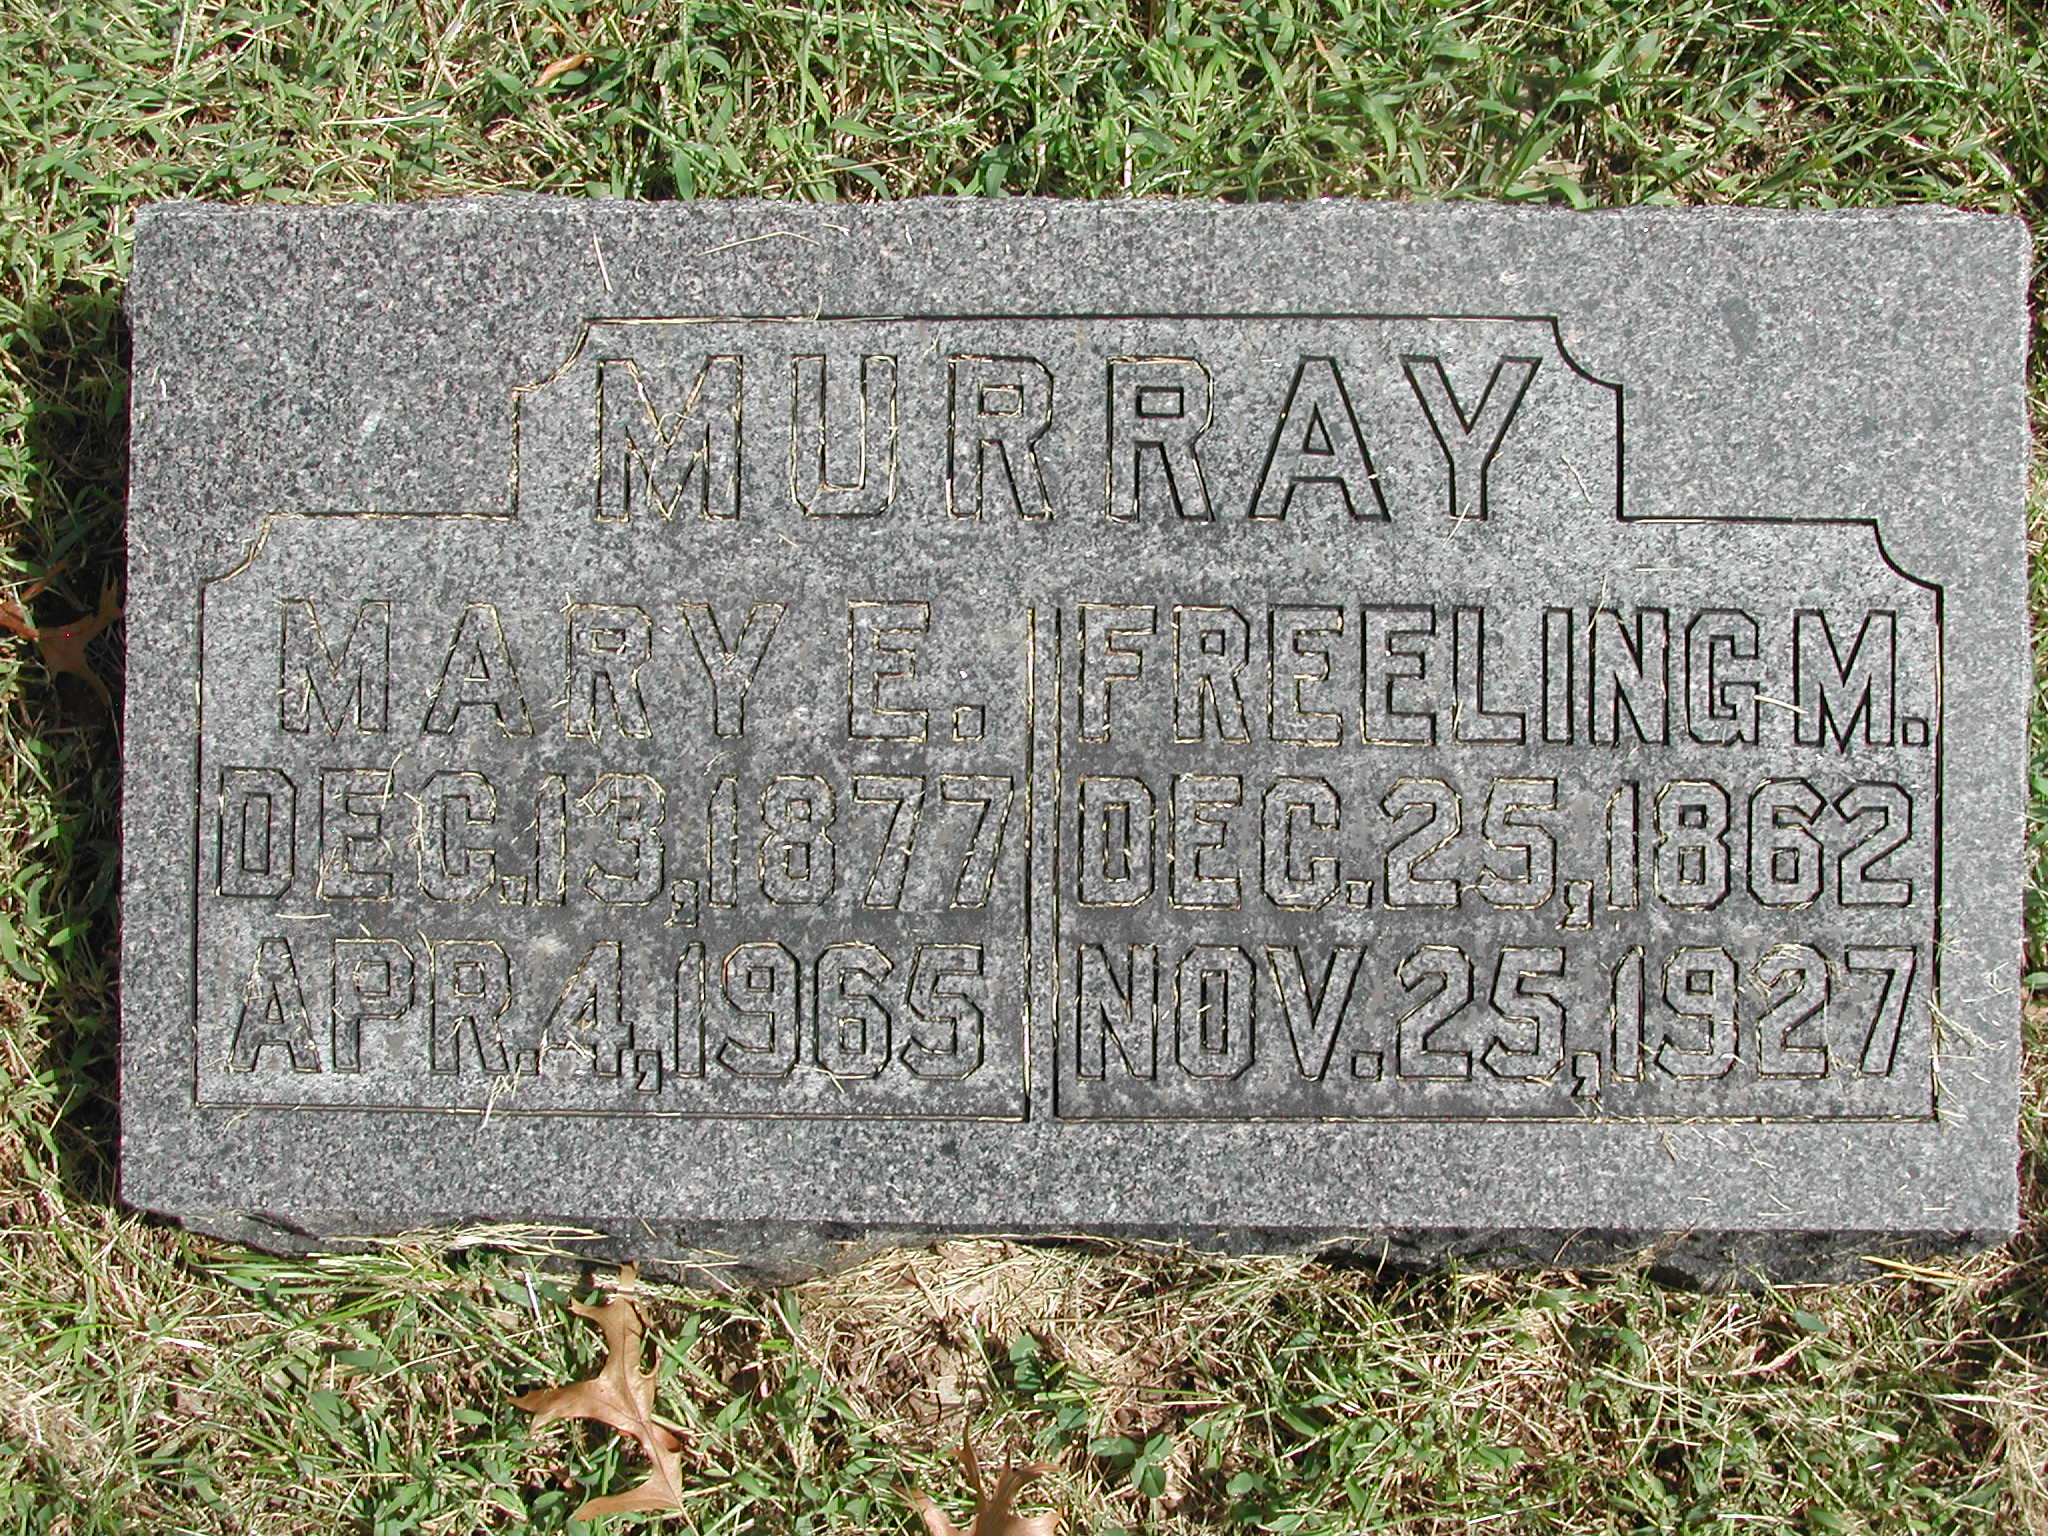 MURRAY
MARY E.
DEC. 13, 1877
APR. 4, 1965
FREELING M.
DEC. 25, 1862
NOV. 25, 1927